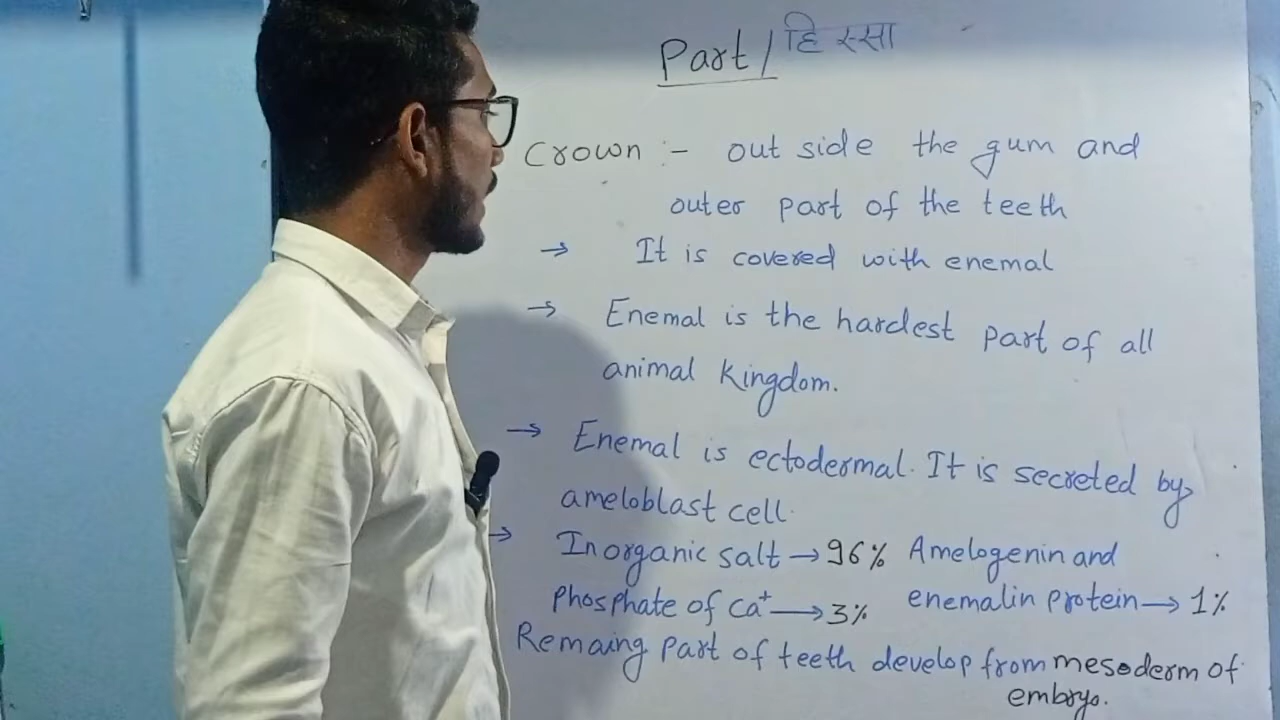 Part / हिस्सा
Crown :- out side the gum and
outer part of the teeth
→ It is covered with enemal
→ Enemal is the hardest part of all
animal Kingdom.
→ Enemal is ectodermal. It is secreted by
ameloblast cell.
→ Inorganic salt → 96% Amelogenin and
Phosphate of Ca⁺ → 3% enemalin protein → 1%
Remaing part of teeth develop from mesoderm of
embryo.